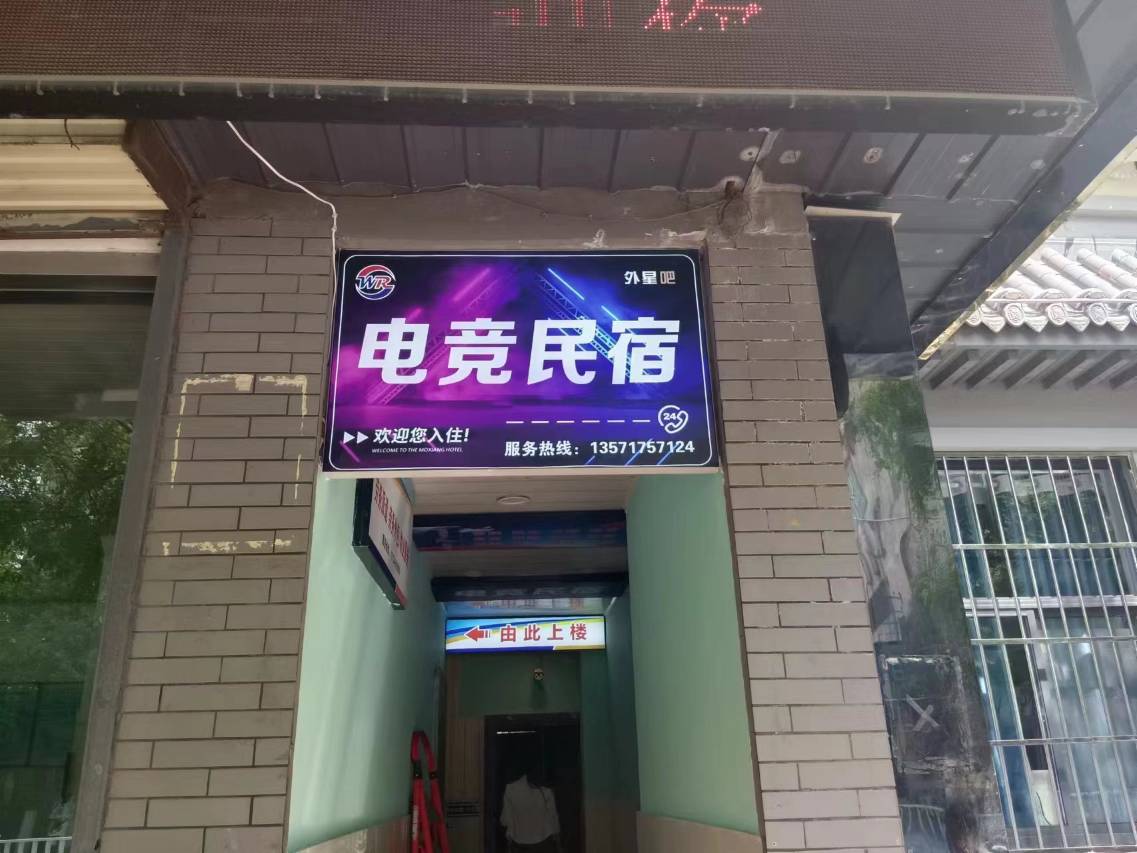 WR
外星吧
电竞民宿
24
欢迎您入住!
WELCOME TO THE MOXIANG HOTEL
服务热线：13571757124
由此上楼